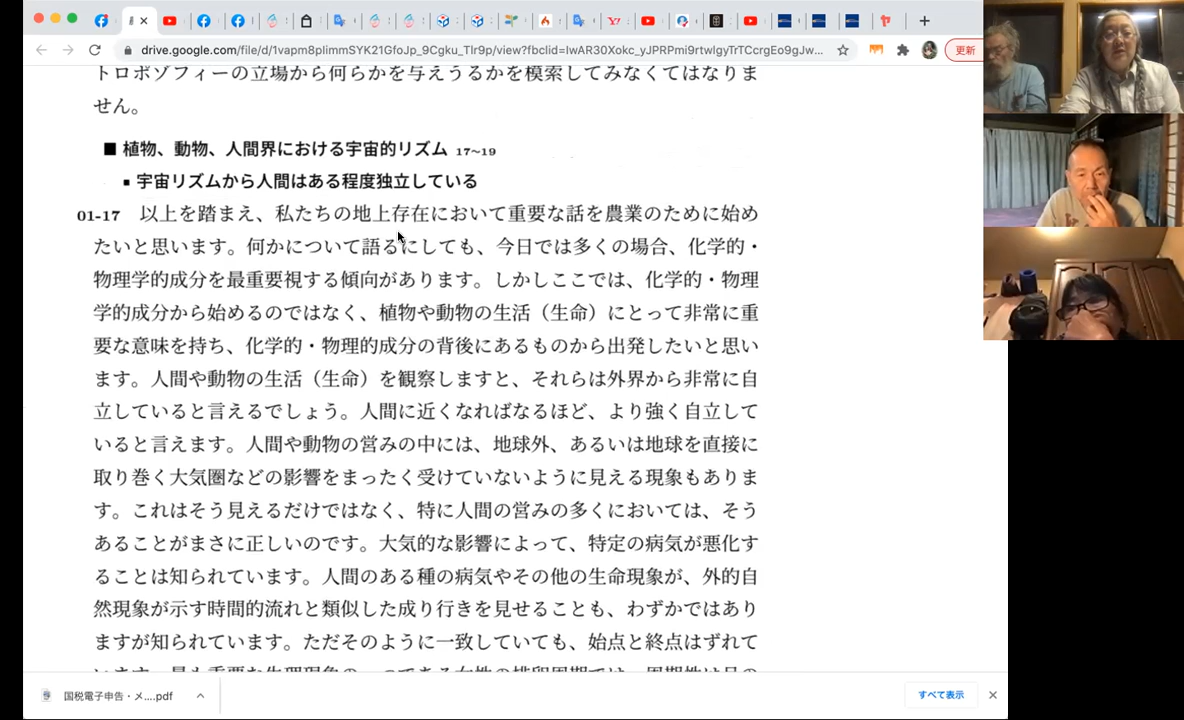 drive.google.com/file/d/1vapm8plimmSYK21GfoJp_9Cgku_Tlr9p/view?fbclid=IwAR30Xokc_yJPRPmi9rtwlgyTrTCcrgEo9gJw...
更新
トロポゾフィーの立場から何らかを与えうるかを模索してみなくてはなりま
せん。
■ 植物、動物、人間界における宇宙的リズム 17~19
▪ 宇宙リズムから人間はある程度独立している
01-17 以上を踏まえ、私たちの地上存在において重要な話を農業のために始め
たいと思います。何かについて語るにしても、今日では多くの場合、化学的・
物理学的成分を最重要視する傾向があります。しかしここでは、化学的・物理
学的成分から始めるのではなく、植物や動物の生活（生命）にとって非常に重
要な意味を持ち、化学的・物理的成分の背後にあるものから出発したいと思い
ます。人間や動物の生活（生命）を観察しますと、それらは外界から非常に自
立していると言えるでしょう。人間に近くなればなるほど、より強く自立して
いると言えます。人間や動物の営みの中には、地球外、あるいは地球を直接に
取り巻く大気圏などの影響をまったく受けていないように見える現象もありま
す。これはそう見えるだけではなく、特に人間の営みの多くにおいては、そう
あることがまさに正しいのです。大気的な影響によって、特定の病気が悪化す
ることは知られています。人間のある種の病気やその他の生命現象が、外的自
然現象が示す時間的流れと類似した成り行きを見せることも、わずかではあり
ますが知られています。ただそのように一致していても、始点と終点はずれて
国税電子申告・メ....pdf
すべて表示